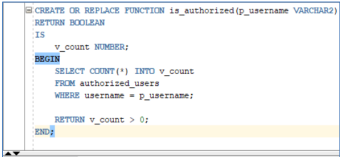 CREATE OR REPLACE FUNCTION is_authorized(p_username VARCHAR2)
RETURN BOOLEAN
IS
    v_count NUMBER;
BEGIN
    SELECT COUNT(*) INTO v_count
    FROM authorized_users
    WHERE username = p_username;

    RETURN v_count > 0;
END;